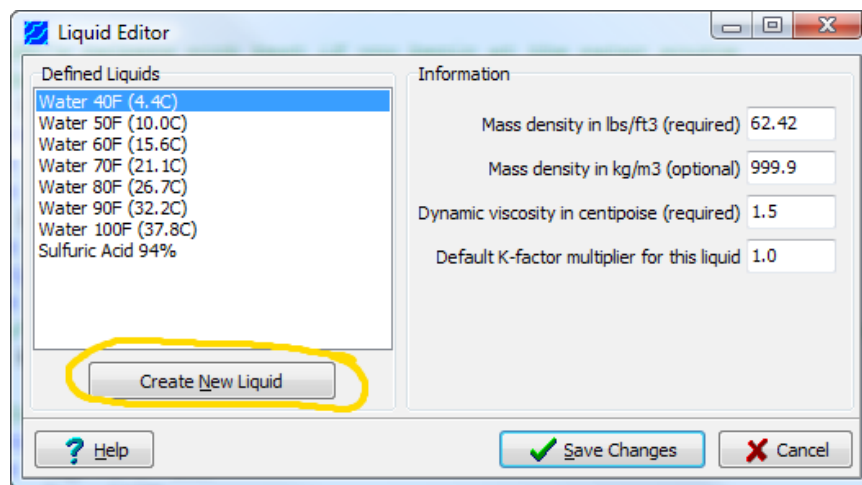 Liquid Editor
Defined Liquids
Water 40F (4.4C)
Water 50F (10.0C)
Water 60F (15.6C)
Water 70F (21.1C)
Water 80F (26.7C)
Water 90F (32.2C)
Water 100F (37.8C)
Sulfuric Acid 94%
Create New Liquid
Information
Mass density in lbs/ft3 (required) 62.42
Mass density in kg/m3 (optional) 999.9
Dynamic viscosity in centipoise (required) 1.5
Default K-factor multiplier for this liquid 1.0
Help
Save Changes
Cancel